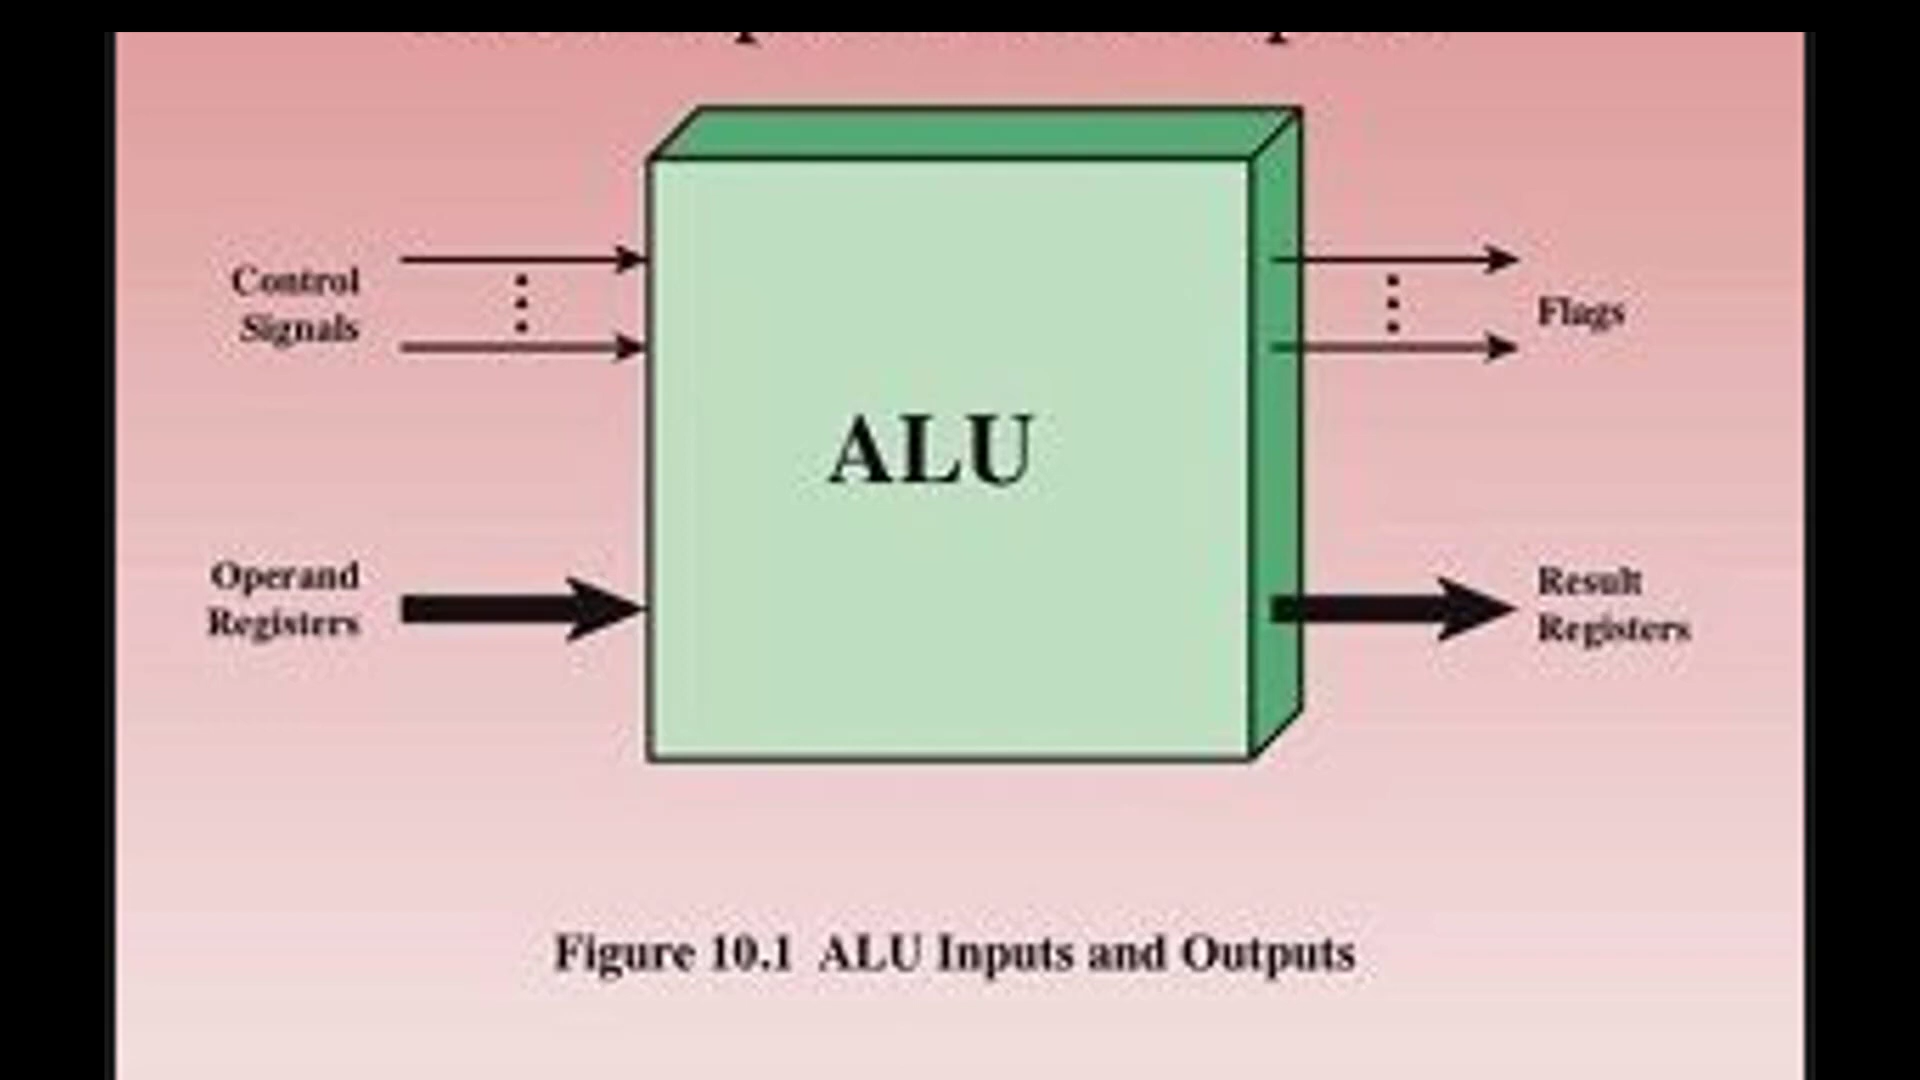 Control
Signals
Flags
ALU
Operand
Registers
Result
Registers
Figure 10.1 ALU Inputs and Outputs